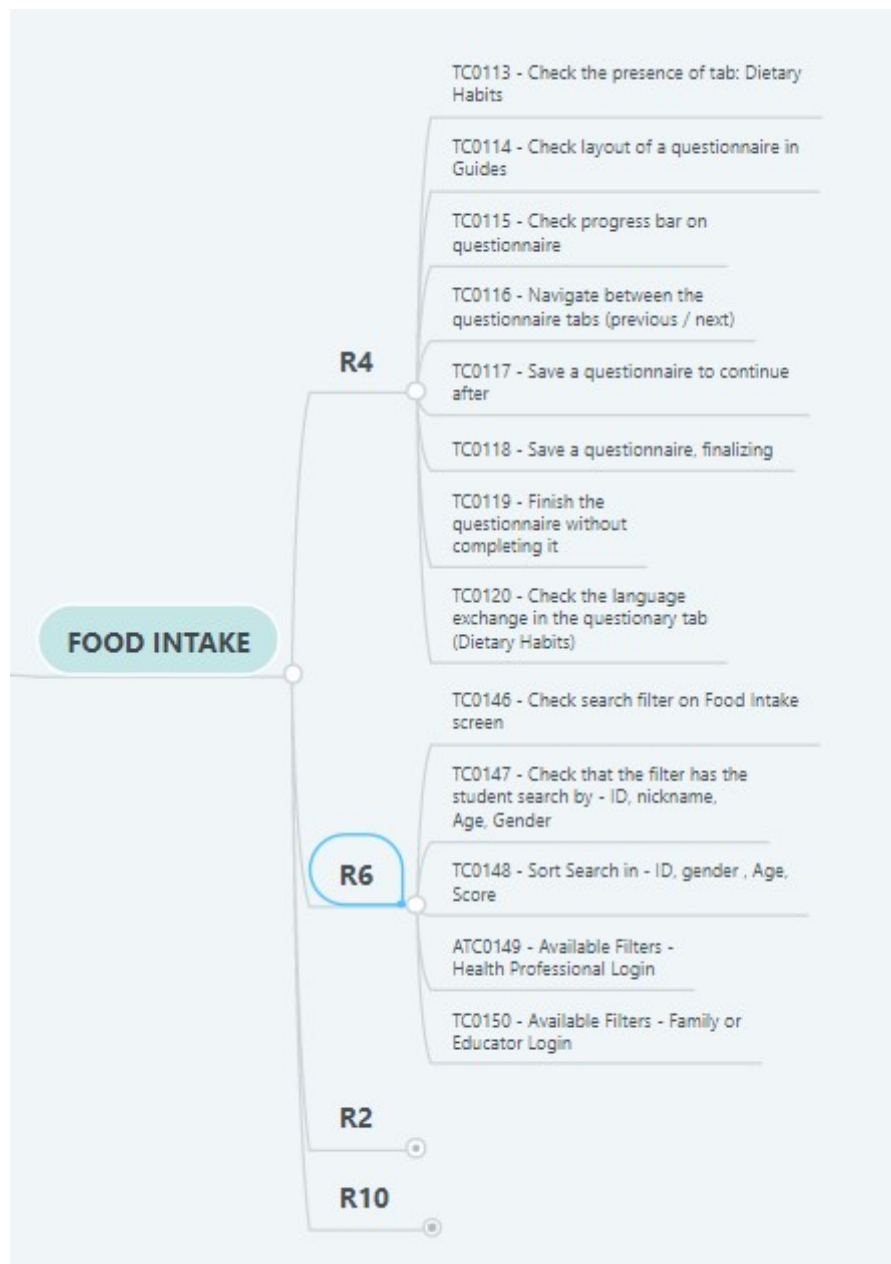 TC0113 - Check the presence of tab: Dietary
Habits
TC0114 - Check layout of a questionnaire in
Guides
TC0115 - Check progress bar on
questionnaire
TC0116 - Navigate between the
questionnaire tabs (previous / next)
R4
TC0117 - Save a questionnaire to continue
after
TC0118 - Save a questionnaire, finalizing
TC0119 - Finish the
questionnaire without
completing it
TC0120 - Check the language
exchange in the questionary tab
(Dietary Habits)
FOOD INTAKE
TC0146 - Check search filter on Food Intake
screen
TC0147 - Check that the filter has the
student search by - ID, nickname,
Age, Gender
R6
TC0148 - Sort Search in - ID, gender , Age,
Score
ATC0149 - Available Filters -
Health Professional Login
TC0150 - Available Filters - Family or
Educator Login
R2
R10